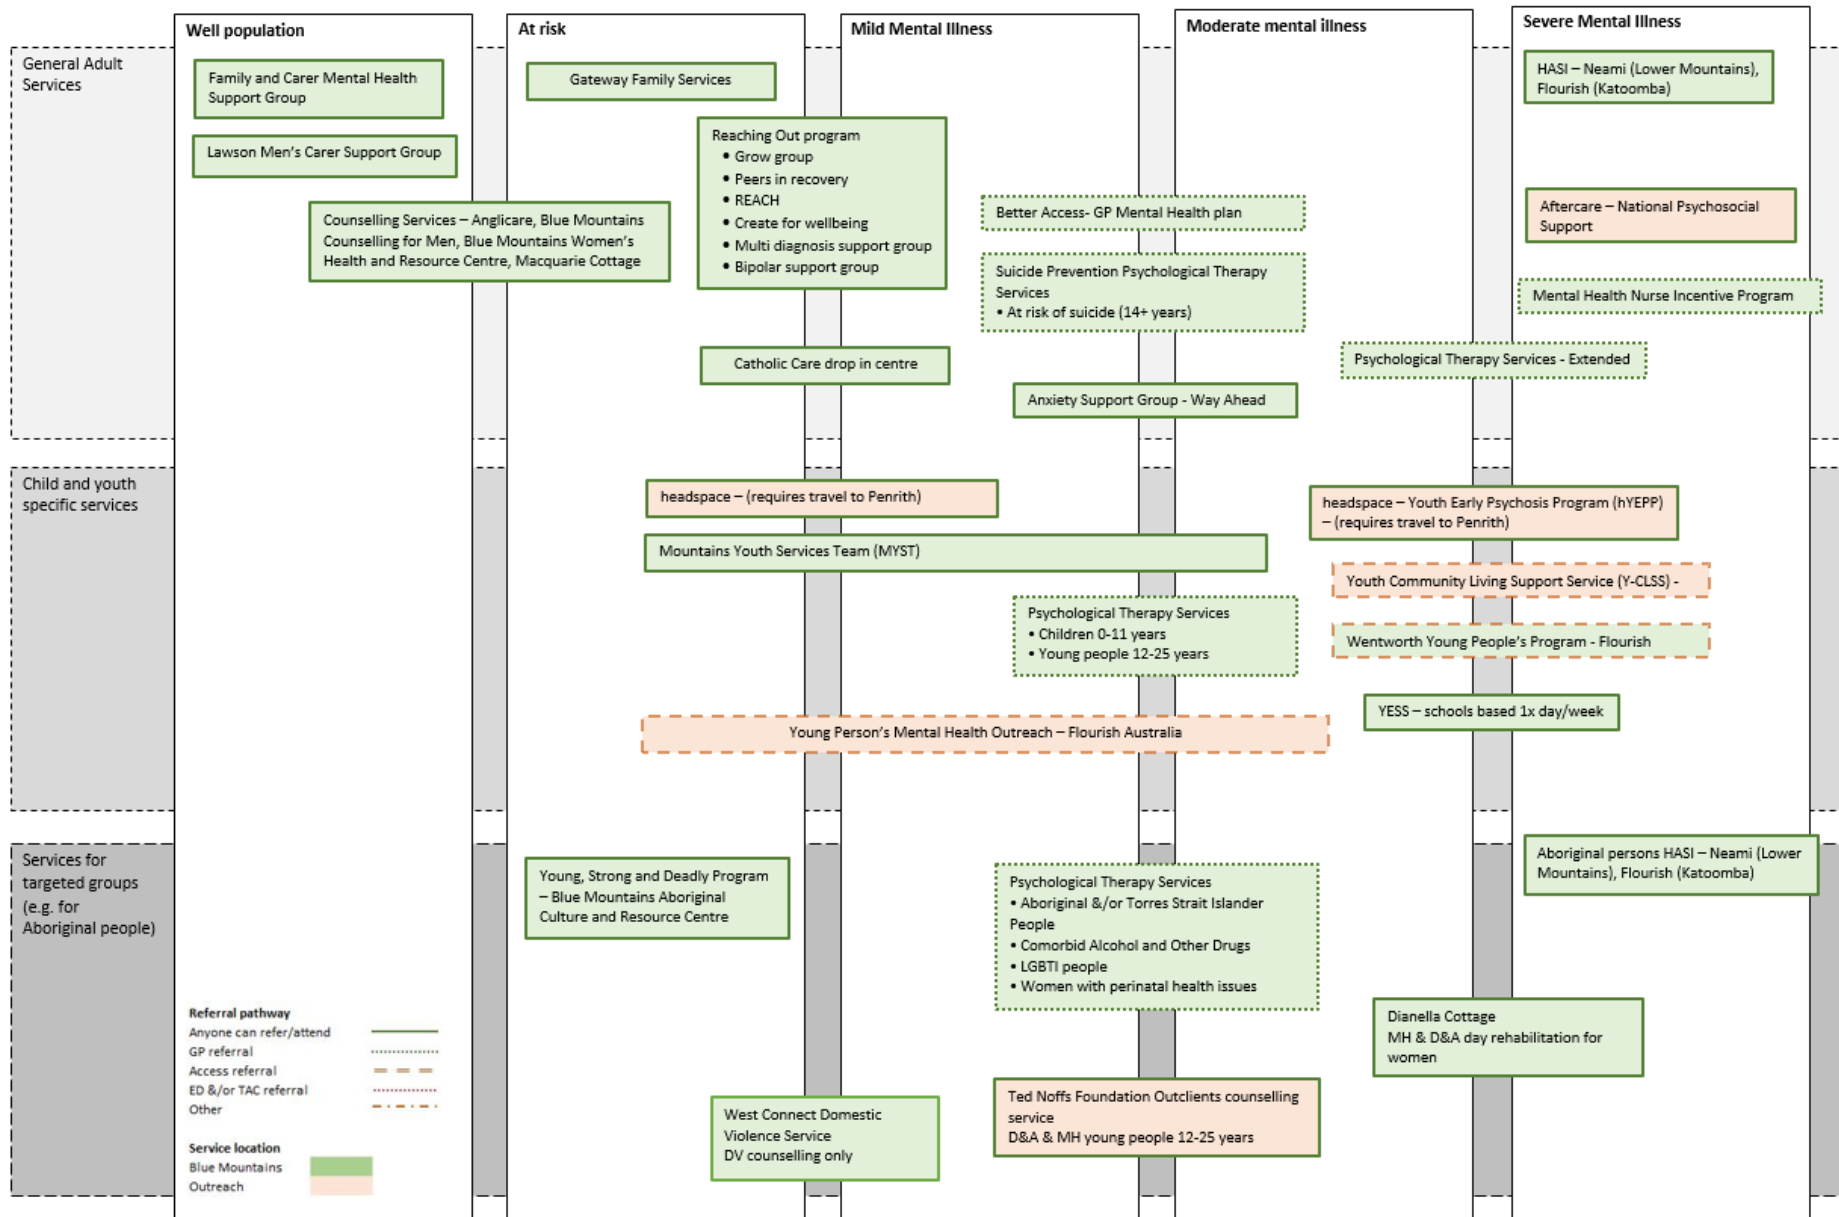 Well population
At risk
Mild Mental Illness
Moderate mental illness
Severe Mental Illness
General Adult
Services
Family and Carer Mental Health
Support Group
Lawson Men's Carer Support Group
Counselling Services – Anglicare, Blue Mountains
Counselling for Men, Blue Mountains Women's
Health and Resource Centre, Macquarie Cottage
Gateway Family Services
Reaching Out program
• Grow group
• Peers in recovery
• REACH
• Create for wellbeing
• Multi diagnosis support group
• Bipolar support group
Catholic Care drop in centre
Better Access- GP Mental Health plan
Suicide Prevention Psychological Therapy
Services
• At risk of suicide (14+ years)
Anxiety Support Group - Way Ahead
HASI – Neami (Lower Mountains),
Flourish (Katoomba)
Aftercare – National Psychosocial
Support
Mental Health Nurse Incentive Program
Psychological Therapy Services - Extended
Child and youth
specific services
headspace – (requires travel to Penrith)
Mountains Youth Services Team (MYST)
Psychological Therapy Services
• Children 0-11 years
• Young people 12-25 years
Young Person's Mental Health Outreach – Flourish Australia
headspace – Youth Early Psychosis Program (hYEPP)
– (requires travel to Penrith)
Youth Community Living Support Service (Y-CLSS) -
Wentworth Young People's Program - Flourish
YESS – schools based 1x day/week
Services for
targeted groups
(e.g. for
Aboriginal people)
Young, Strong and Deadly Program
– Blue Mountains Aboriginal
Culture and Resource Centre
Psychological Therapy Services
• Aboriginal &/or Torres Strait Islander
People
• Comorbid Alcohol and Other Drugs
• LGBTI people
• Women with perinatal health issues
Aboriginal persons HASI – Neami (Lower
Mountains), Flourish (Katoomba)
Dianella Cottage
MH & D&A day rehabilitation for
women
West Connect Domestic
Violence Service
DV counselling only
Ted Noffs Foundation Outclients counselling
service
D&A & MH young people 12-25 years
Referral pathway
Anyone can refer/attend
GP referral
Access referral
ED &/or TAC referral
Other
Service location
Blue Mountains
Outreach